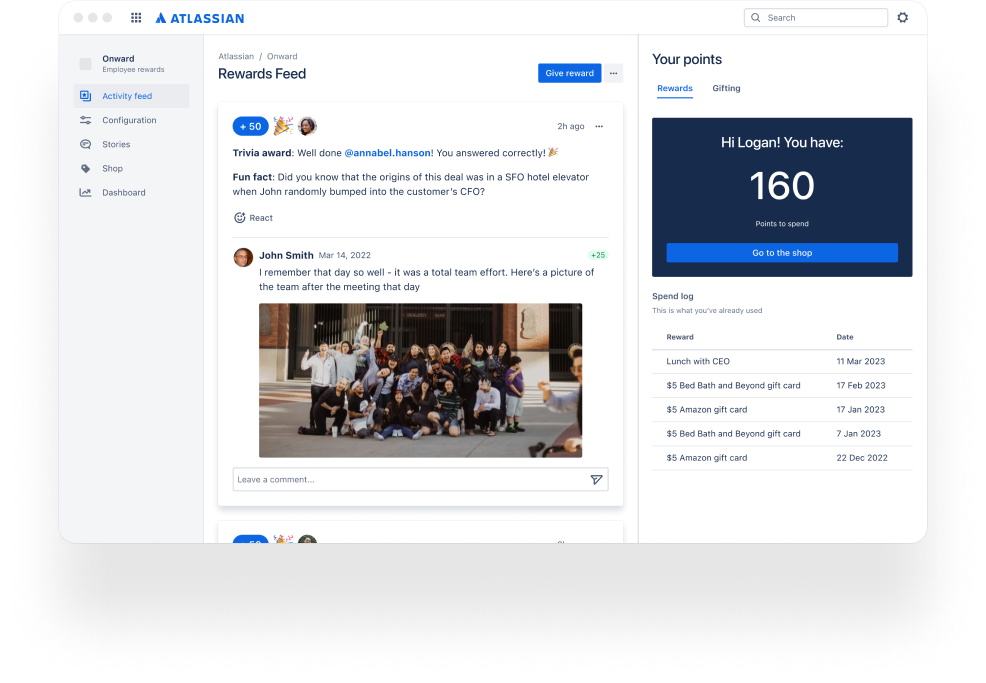 ATLASSIAN
Search
Onward
Employee rewards
Activity feed
Configuration
Stories
Shop
Dashboard
Atlassian / Onward
Rewards Feed
Give reward
+ 50
2h ago
Trivia award: Well done @annabel.hanson! You answered correctly!
Fun fact: Did you know that the origins of this deal was in a SFO hotel elevator
when John randomly bumped into the customer's CFO?
React
John Smith Mar 14, 2022
+25
I remember that day so well - it was a total team effort. Here's a picture of
the team after the meeting that day
Leave a comment...
Your points
Rewards Gifting
Hi Logan! You have:
160
Points to spend
Go to the shop
Spend log
This is what you've already used
Reward Date
Lunch with CEO 11 Mar 2023
$5 Bed Bath and Beyond gift card 17 Feb 2023
$5 Amazon gift card 17 Jan 2023
$5 Bed Bath and Beyond gift card 7 Jan 2023
$5 Amazon gift card 22 Dec 2022